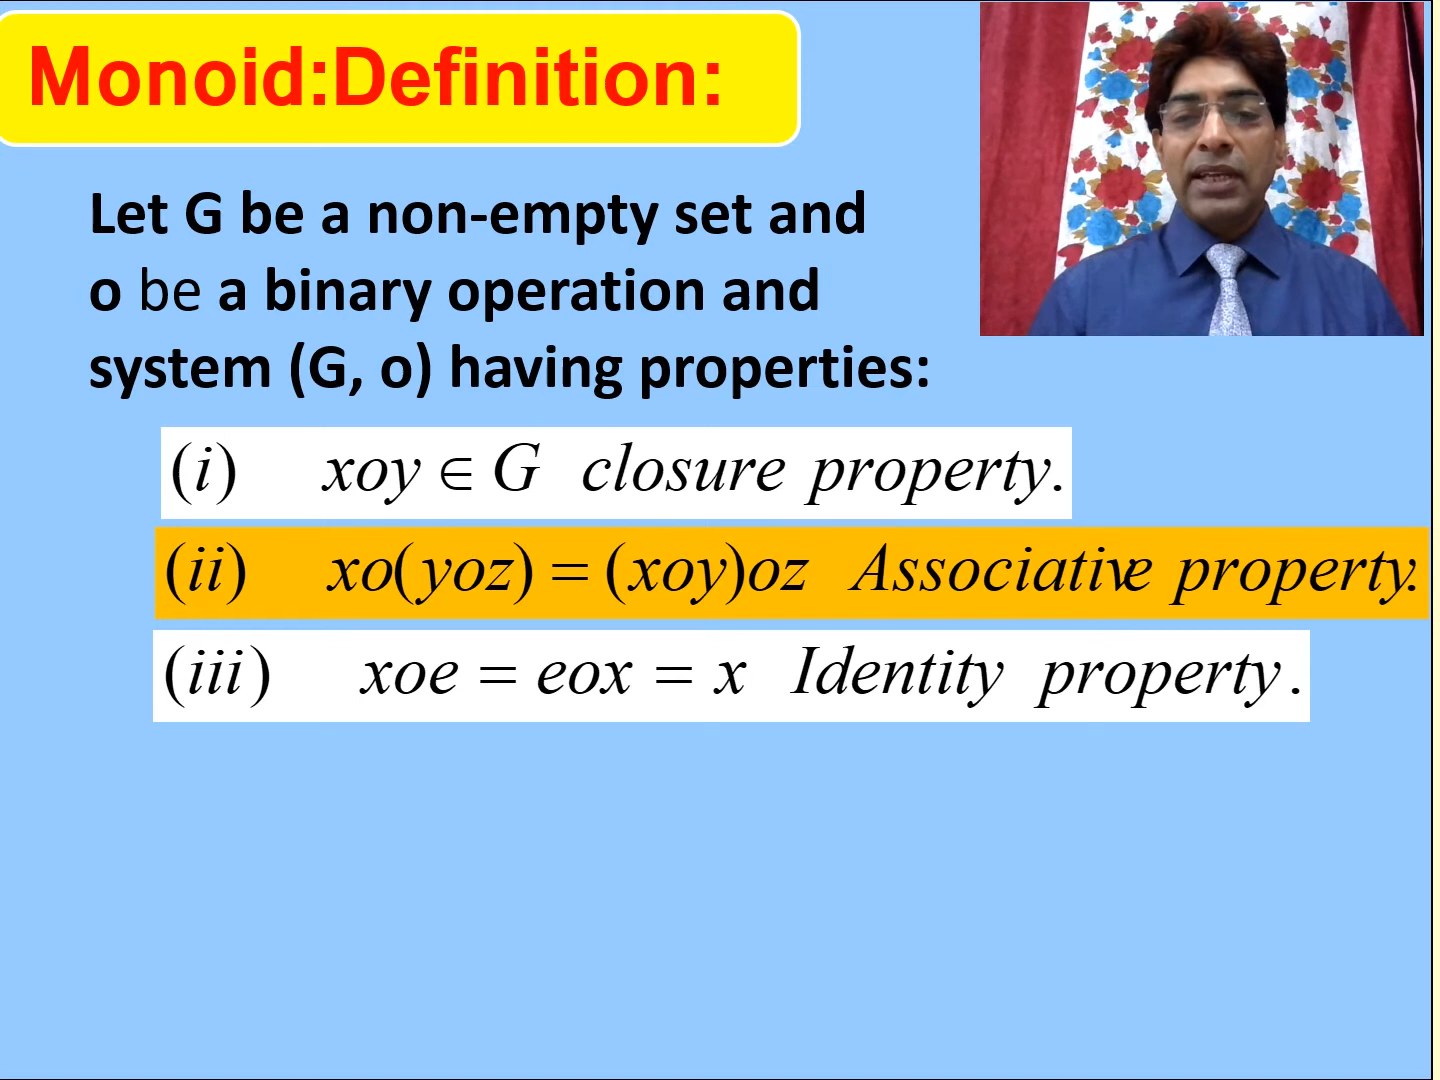 Monoid:Definition:
Let G be a non-empty set and
o be a binary operation and
system (G, o) having properties:
(i) xoy ∈ G closure property.
(ii) xo(yoz) = (xoy)oz Associative property.
(iii) xoe = eox = x Identity property.